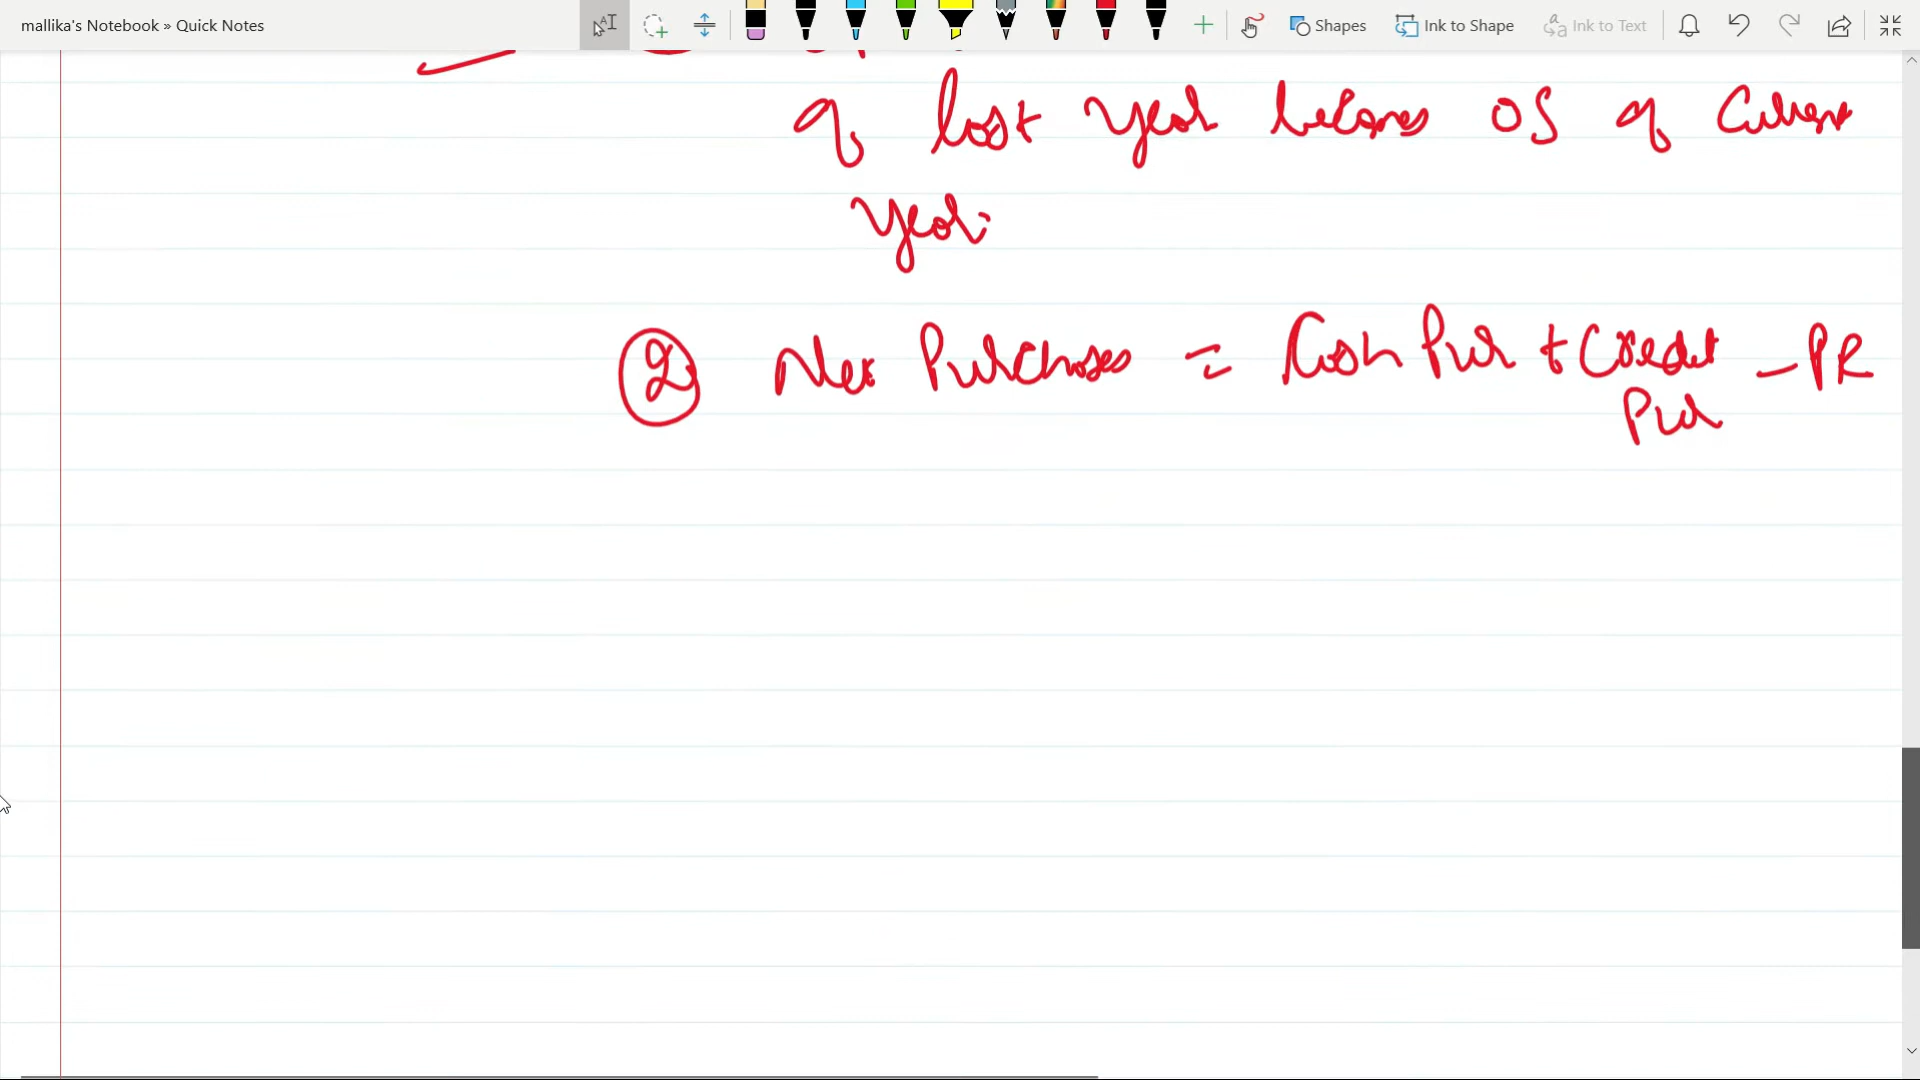 mallika's Notebook » Quick Notes
Shapes
Ink to Shape
Ink to Text
of last year becomes OS of Current
year.
② Net Purchases = Cash Pur + Credit - PR
Pur